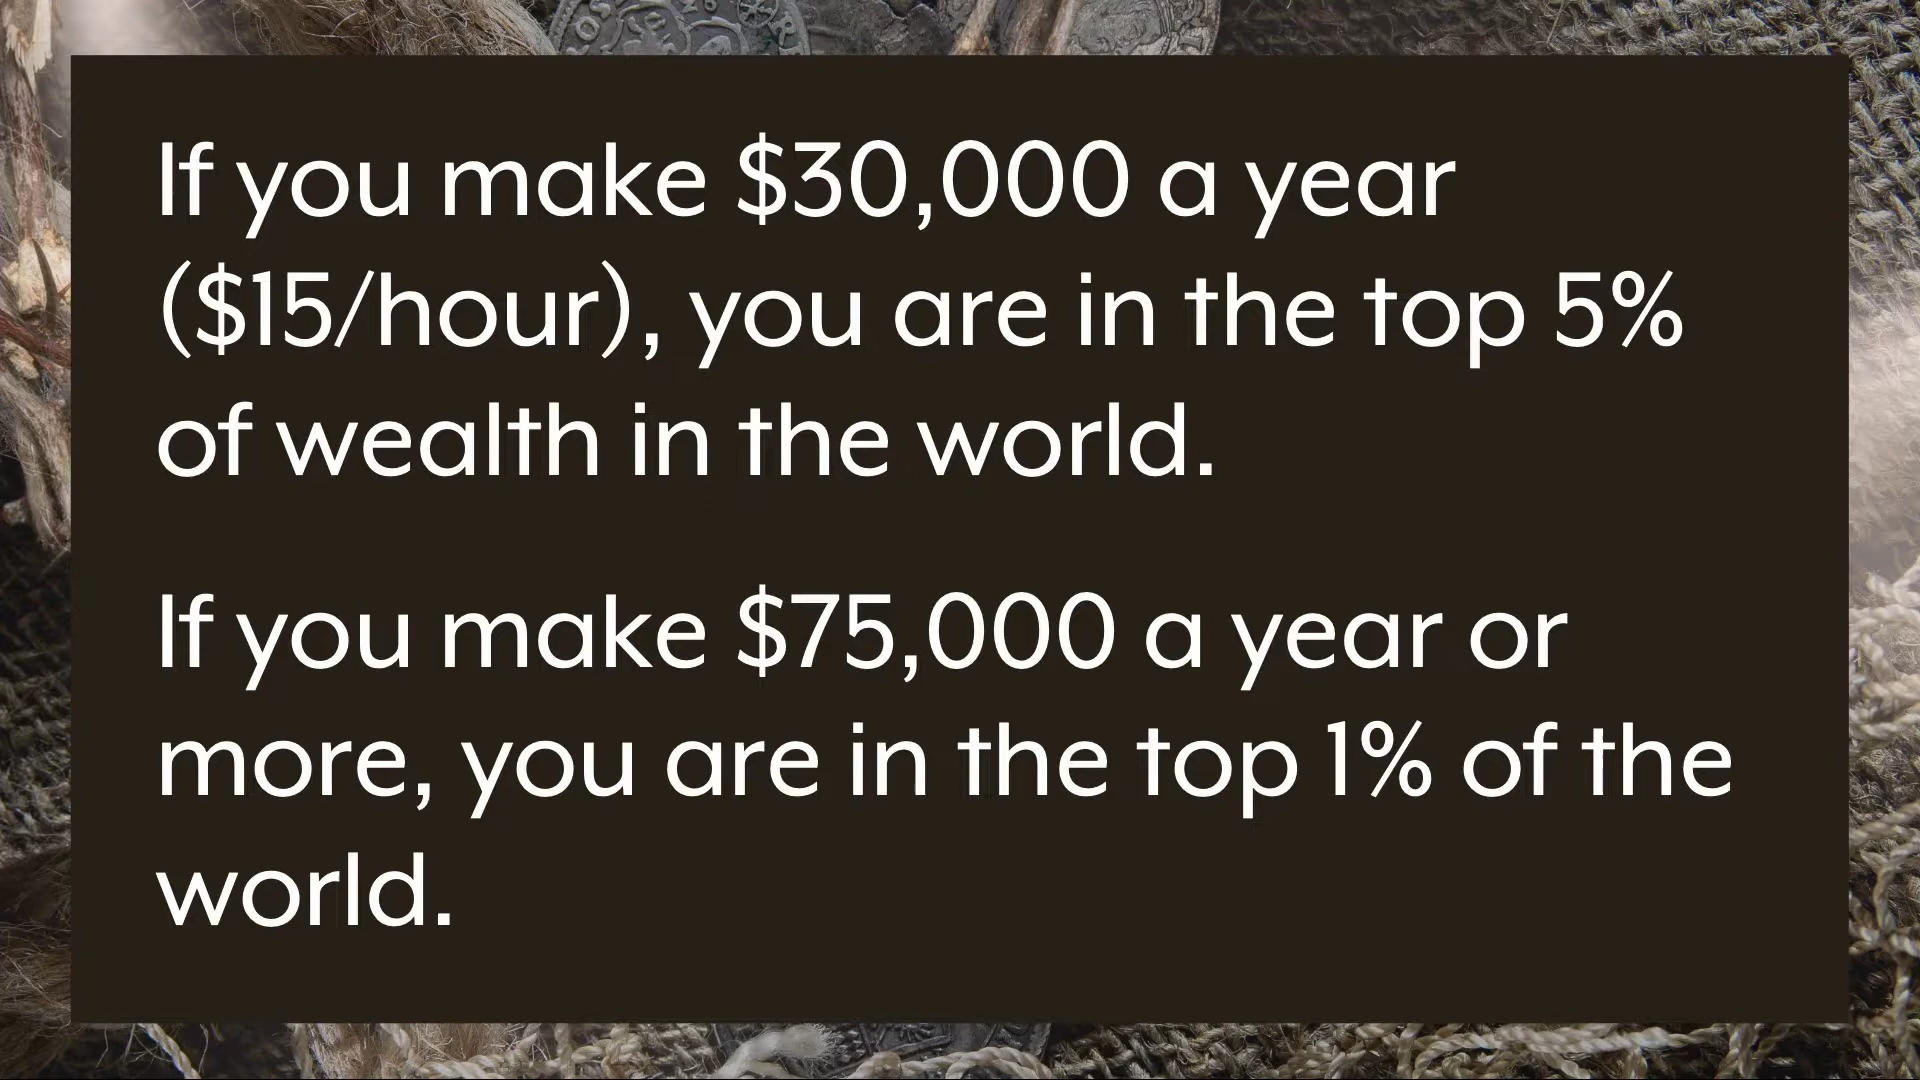 If you make $30,000 a year
($15/hour), you are in the top 5%
of wealth in the world.
If you make $75,000 a year or
more, you are in the top 1% of the
world.